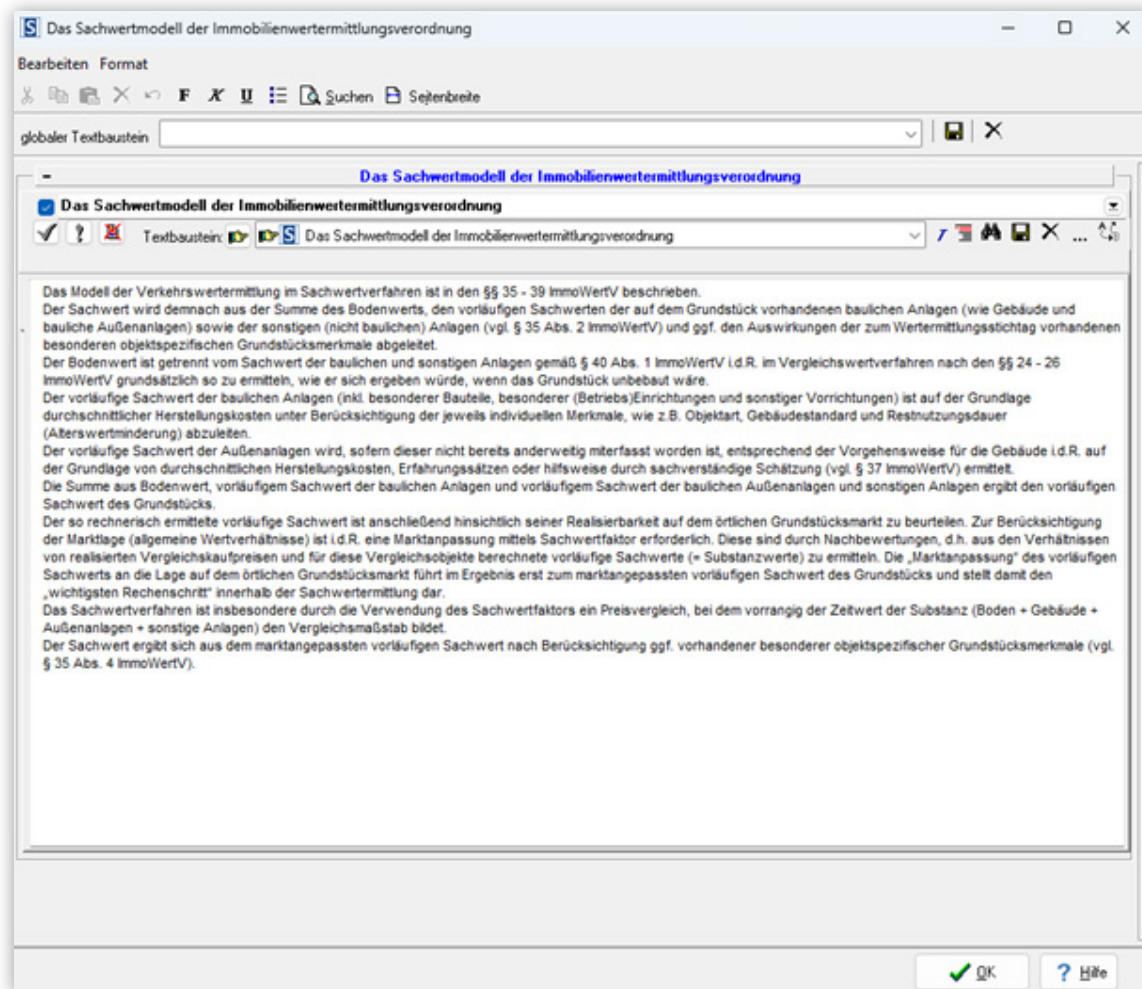 Das Sachwertmodell der Immobilienwertermittlungsverordnung
Bearbeiten Format
F K U Suchen Seitenbreite
globaler Textbaustein
Das Sachwertmodell der Immobilienwertermittlungsverordnung
Das Sachwertmodell der Immobilienwertermittlungsverordnung
Textbaustein: S Das Sachwertmodell der Immobilienwertermittlungsverordnung
Das Modell der Verkehrswertermittlung im Sachwertverfahren ist in den §§ 35 - 39 ImmoWertV beschrieben.
Der Sachwert wird demnach aus der Summe des Bodenwerts, den vorläufigen Sachwerten der auf dem Grundstück vorhandenen baulichen Anlagen (wie Gebäude und
bauliche Außenanlagen) sowie der sonstigen (nicht baulichen) Anlagen (vgl. § 35 Abs. 2 ImmoWertV) und ggf. den Auswirkungen der zum Wertermittlungsstichtag vorhandenen
besonderen objektspezifischen Grundstücksmerkmale abgeleitet.
Der Bodenwert ist getrennt vom Sachwert der baulichen und sonstigen Anlagen gemäß § 40 Abs. 1 ImmoWertV i.d.R. im Vergleichswertverfahren nach den §§ 24 - 26
ImmoWertV grundsätzlich so zu ermitteln, wie er sich ergeben würde, wenn das Grundstück unbebaut wäre.
Der vorläufige Sachwert der baulichen Anlagen (inkl. besonderer Bauteile, besonderer (Betriebs)Einrichtungen und sonstiger Vorrichtungen) ist auf der Grundlage
durchschnittlicher Herstellungskosten unter Berücksichtigung der jeweils individuellen Merkmale, wie z.B. Objektart, Gebäudestandard und Restnutzungsdauer
(Alterswertminderung) abzuleiten.
Der vorläufige Sachwert der Außenanlagen wird, sofern dieser nicht bereits anderweitig miterfasst worden ist, entsprechend der Vorgehensweise für die Gebäude i.d.R. auf
der Grundlage von durchschnittlichen Herstellungskosten, Erfahrungssätzen oder hilfsweise durch sachverständige Schätzung (vgl. § 37 ImmoWertV) ermittelt.
Die Summe aus Bodenwert, vorläufigem Sachwert der baulichen Anlagen und vorläufigem Sachwert der baulichen Außenanlagen und sonstigen Anlagen ergibt den vorläufigen
Sachwert des Grundstücks.
Der so rechnerisch ermittelte vorläufige Sachwert ist anschließend hinsichtlich seiner Realisierbarkeit auf dem örtlichen Grundstücksmarkt zu beurteilen. Zur Berücksichtigung
der Marktlage (allgemeine Wertverhältnisse) ist i.d.R. eine Marktanpassung mittels Sachwertfaktor erforderlich. Diese sind durch Nachbewertungen, d.h. aus den Verhältnissen
von realisierten Vergleichskaufpreisen und für diese Vergleichsobjekte berechnete vorläufige Sachwerte (= Substanzwerte) zu ermitteln. Die „Marktanpassung“ des vorläufigen
Sachwerts an die Lage auf dem örtlichen Grundstücksmarkt führt im Ergebnis erst zum marktangepassten vorläufigen Sachwert des Grundstücks und stellt damit den
„wichtigsten Rechenschritt“ innerhalb der Sachwertermittlung dar.
Das Sachwertverfahren ist insbesondere durch die Verwendung des Sachwertfaktors ein Preisvergleich, bei dem vorrangig der Zeitwert der Substanz (Boden + Gebäude +
Außenanlagen + sonstige Anlagen) den Vergleichsmaßstab bildet.
Der Sachwert ergibt sich aus dem marktangepassten vorläufigen Sachwert nach Berücksichtigung ggf. vorhandener besonderer objektspezifischer Grundstücksmerkmale (vgl.
§ 35 Abs. 4 ImmoWertV).
OK Hilfe